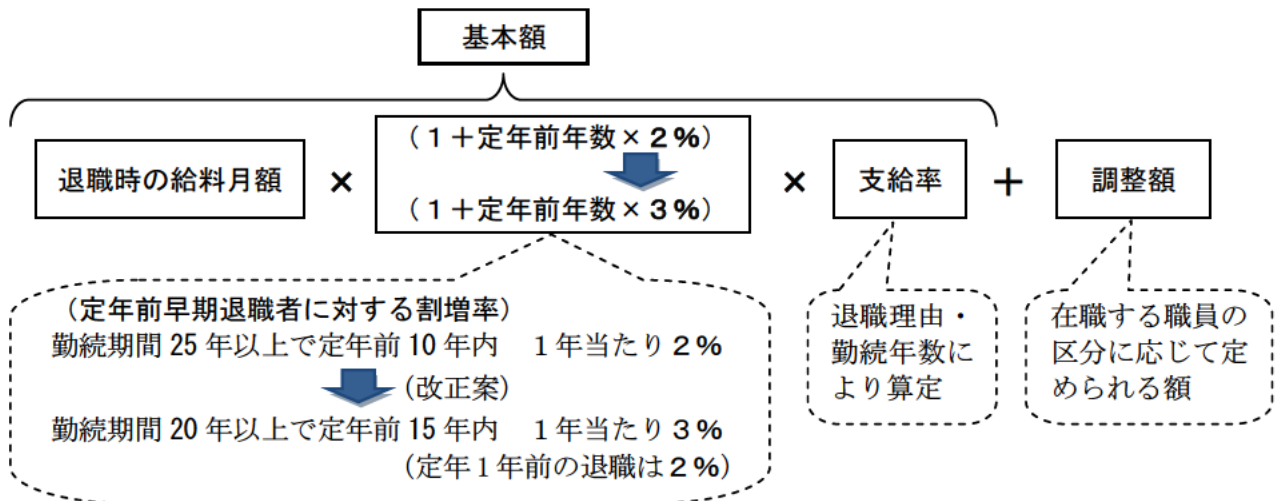 基本額
退職時の給料月額 × （１＋定年前年数×２%） × 支給率 ＋ 調整額
（１＋定年前年数×３%）
（定年前早期退職者に対する割増率）
勤続期間 25 年以上で定年前 10 年内　１年当たり２%
（改正案）
勤続期間 20 年以上で定年前 15 年内　１年当たり３%
（定年１年前の退職は２%）
退職理由・
勤続年数に
より算定
在職する職員の
区分に応じて定
められる額